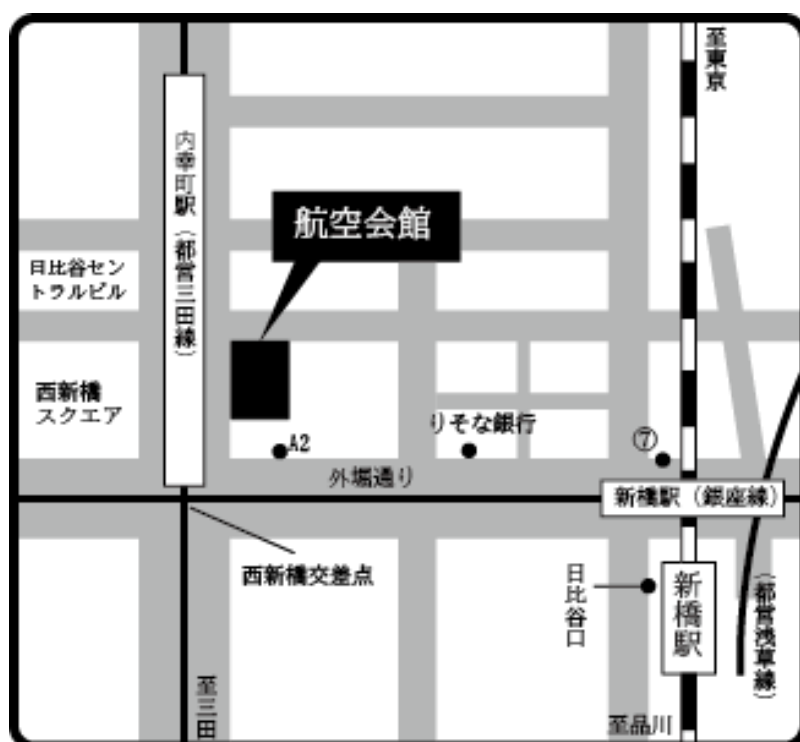 至東京
内幸町駅（都営三田線）
航空会館
日比谷セン
トラルビル
西新橋
スクエア
りそな銀行
⑦
A2
外堀通り
新橋駅（銀座線）
西新橋交差点
日比谷口
新橋駅
（都営浅草線）
至三田
至品川